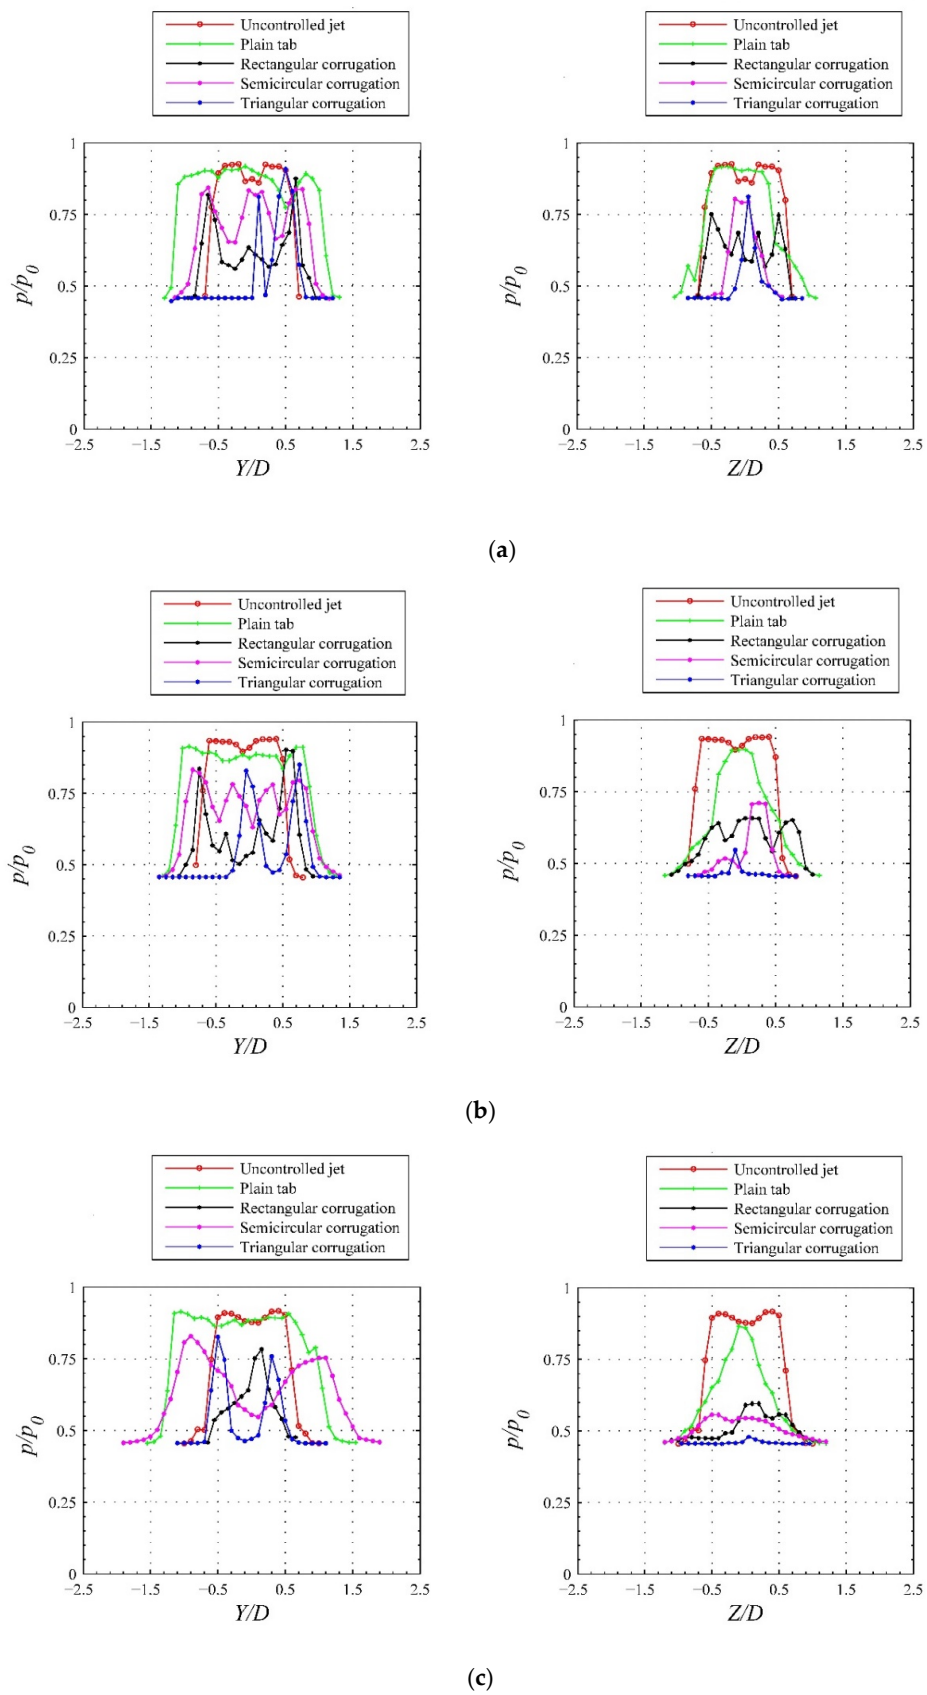 Uncontrolled jet
Plain tab
Rectangular corrugation
Semicircular corrugation
Triangular corrugation
1
0.75
0.5
0.25
0
−2.5 −1.5 −0.5 0.5 1.5 2.5
p/p0
Y/D
Uncontrolled jet
Plain tab
Rectangular corrugation
Semicircular corrugation
Triangular corrugation
1
0.75
0.5
0.25
0
−2.5 −1.5 −0.5 0.5 1.5 2.5
p/p0
Z/D
(a)
Uncontrolled jet
Plain tab
Rectangular corrugation
Semicircular corrugation
Triangular corrugation
1
0.75
0.5
0.25
0
−2.5 −1.5 −0.5 0.5 1.5 2.5
p/p0
Y/D
Uncontrolled jet
Plain tab
Rectangular corrugation
Semicircular corrugation
Triangular corrugation
1
0.75
0.5
0.25
0
−2.5 −1.5 −0.5 0.5 1.5 2.5
p/p0
Z/D
(b)
Uncontrolled jet
Plain tab
Rectangular corrugation
Semicircular corrugation
Triangular corrugation
1
0.75
0.5
0.25
0
−2.5 −1.5 −0.5 0.5 1.5 2.5
p/p0
Y/D
Uncontrolled jet
Plain tab
Rectangular corrugation
Semicircular corrugation
Triangular corrugation
1
0.75
0.5
0.25
0
−2.5 −1.5 −0.5 0.5 1.5 2.5
p/p0
Z/D
(c)